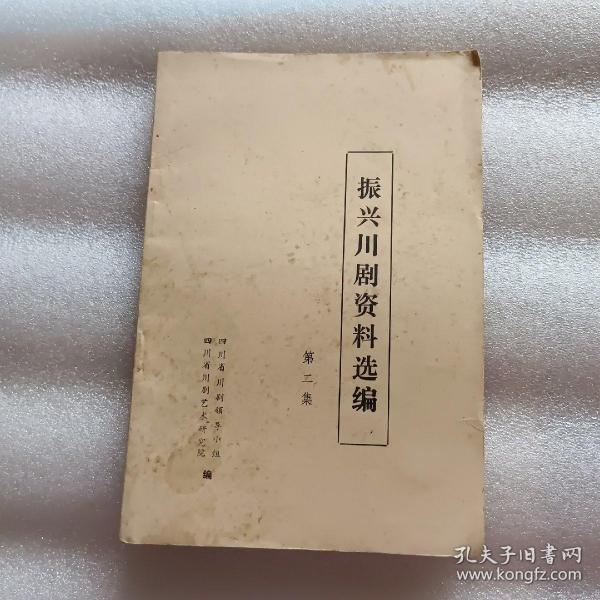 振兴川剧资料选编
第二集
四川省川剧领导小组
四川省川剧艺术研究院 编
孔夫子旧书网
www.kongfz.com